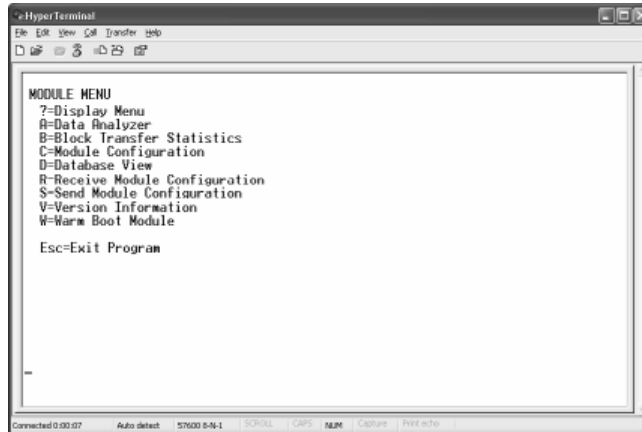 HyperTerminal
File Edit View Call Transfer Help
MODULE MENU
?=Display Menu
A=Data Analyzer
B=Block Transfer Statistics
C=Module Configuration
D=Database View
R=Receive Module Configuration
S=Send Module Configuration
V=Version Information
W=Warm Boot Module
Esc=Exit Program
Connected 0:00:07 Auto detect 57600 8-N-1 SCROLL CAPS NUM Capture Print echo